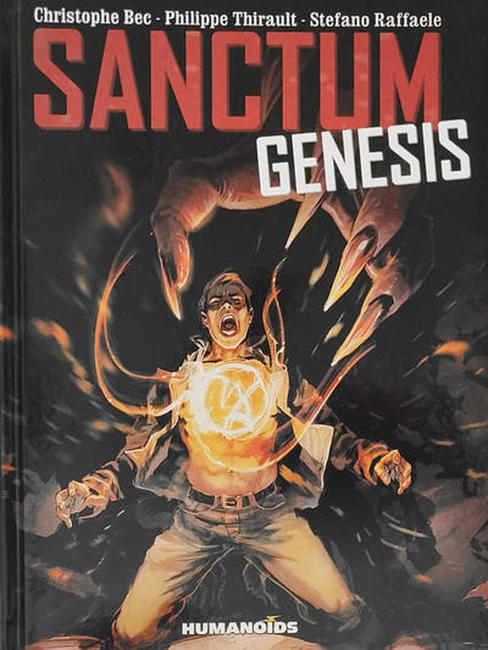 Christophe Bec - Philippe Thirault - Stefano Raffaele
SANCTUM
GENESIS
HUMANOIDS